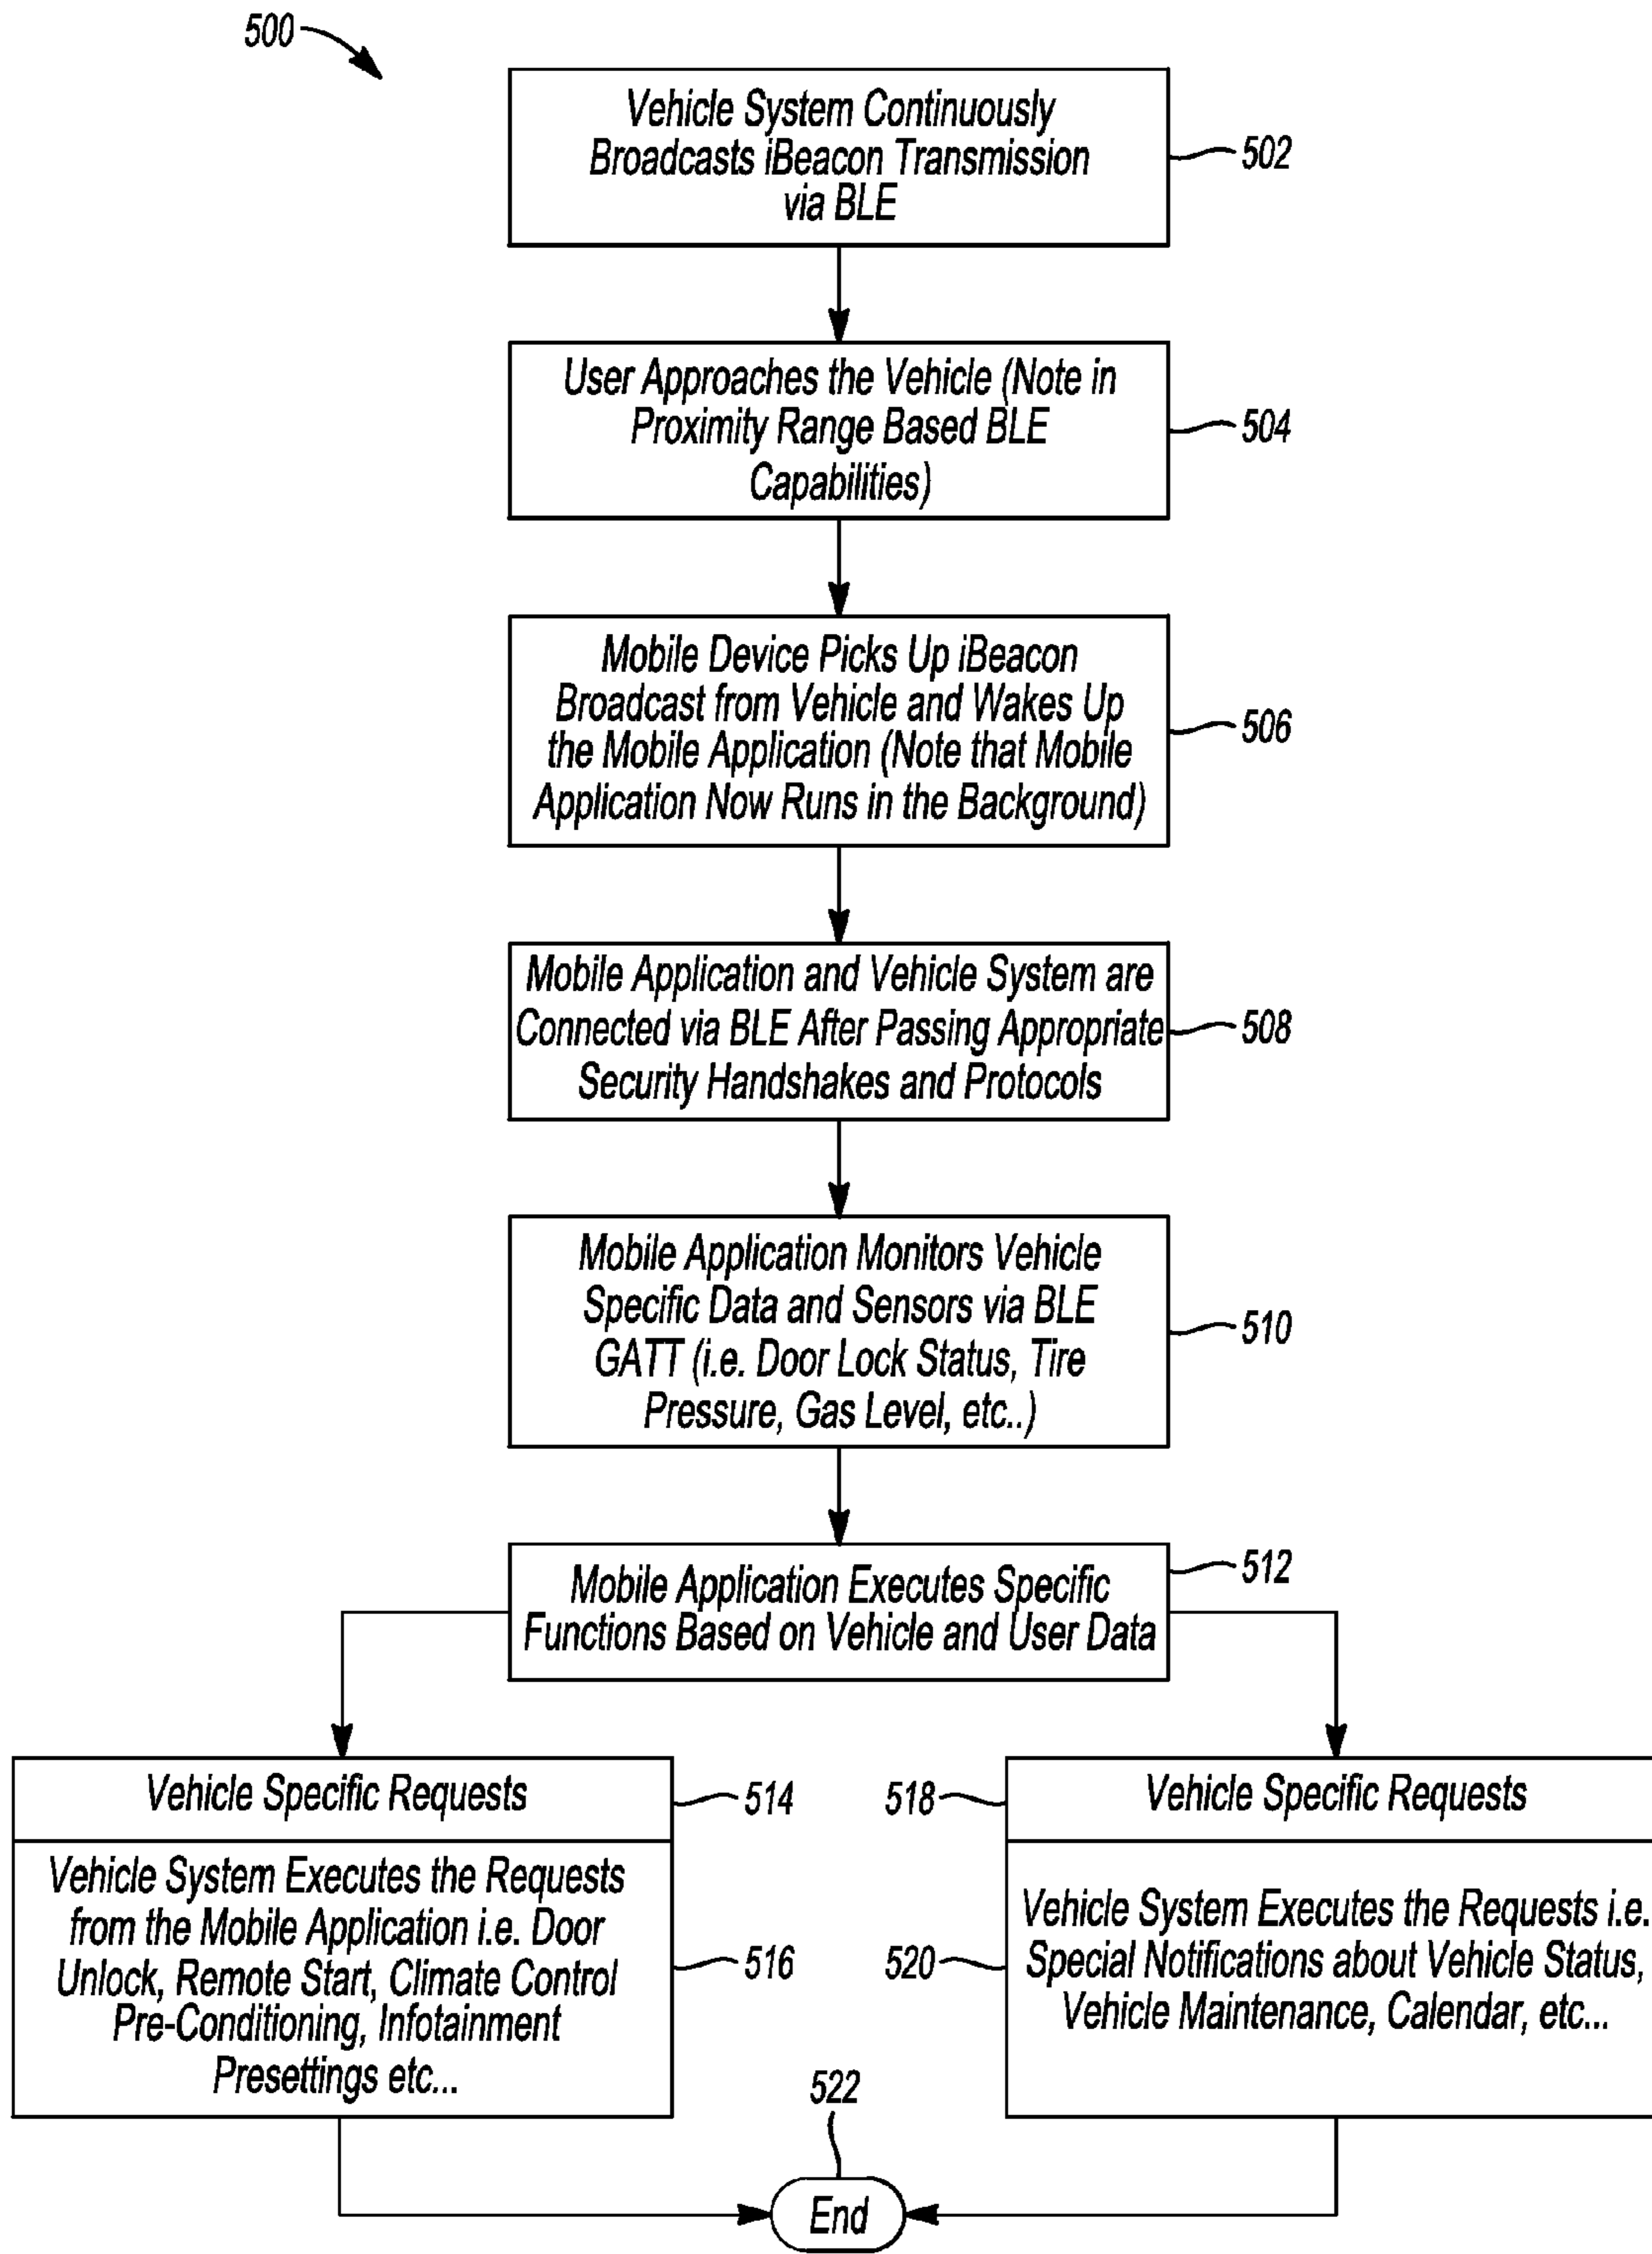 500
Vehicle System Continuously
Broadcasts iBeacon Transmission
via BLE
502
User Approaches the Vehicle (Note in
Proximity Range Based BLE
Capabilities)
504
Mobile Device Picks Up iBeacon
Broadcast from Vehicle and Wakes Up
the Mobile Application (Note that Mobile
Application Now Runs in the Background)
506
Mobile Application and Vehicle System are
Connected via BLE After Passing Appropriate
Security Handshakes and Protocols
508
Mobile Application Monitors Vehicle
Specific Data and Sensors via BLE
GATT (i.e. Door Lock Status, Tire
Pressure, Gas Level, etc..)
510
Mobile Application Executes Specific
Functions Based on Vehicle and User Data
512
Vehicle Specific Requests
514
Vehicle System Executes the Requests
from the Mobile Application i.e. Door
Unlock, Remote Start, Climate Control
Pre-Conditioning, Infotainment
Presettings etc...
516
518
Vehicle Specific Requests
520
Vehicle System Executes the Requests i.e.
Special Notifications about Vehicle Status,
Vehicle Maintenance, Calendar, etc...
522
End